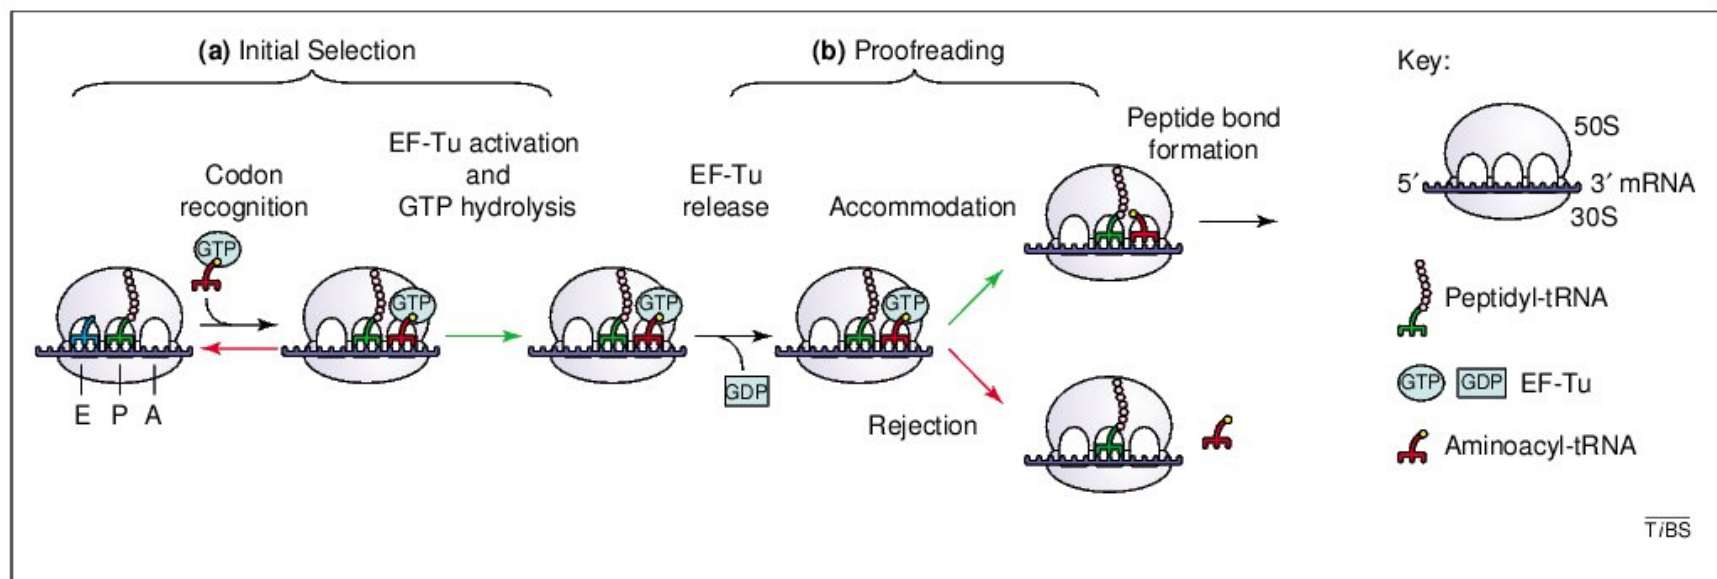 (a) Initial Selection
(b) Proofreading
Key:
Codon
recognition
EF-Tu activation
and
GTP hydrolysis
EF-Tu
release
Accommodation
Peptide bond
formation
50S
5′
3′ mRNA
30S
GTP
GTP
GTP
GTP
GDP
E P A
Rejection
Peptidyl-tRNA
GTP GDP EF-Tu
Aminoacyl-tRNA
TiBS